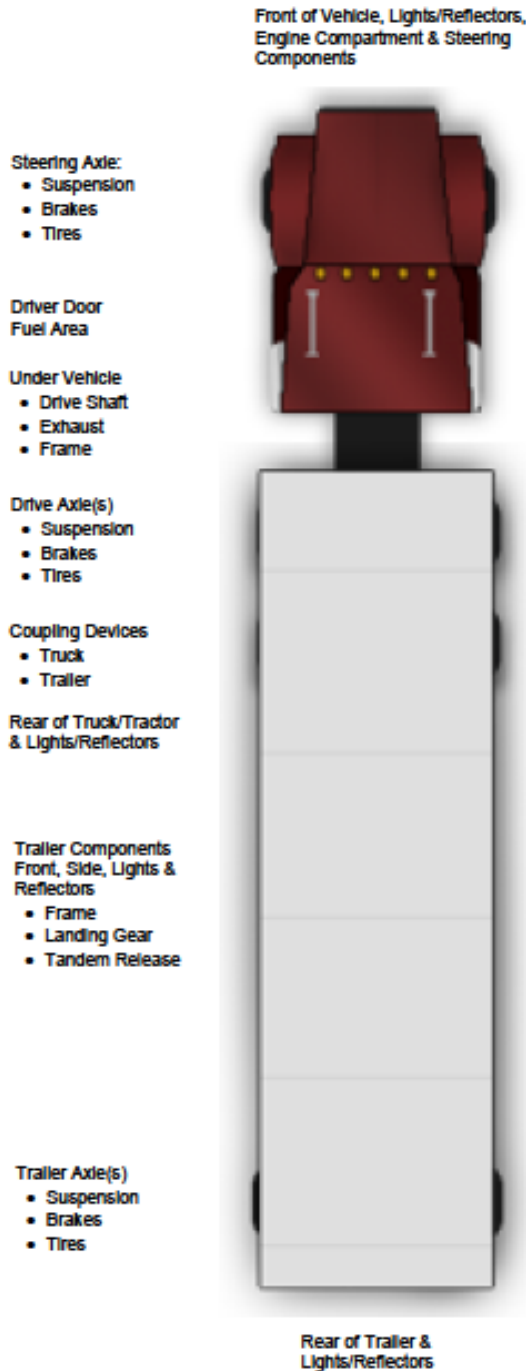 Front of Vehicle, Lights/Reflectors,
Engine Compartment & Steering
Components
Steering Axle:
• Suspension
• Brakes
• Tires
Driver Door
Fuel Area
Under Vehicle
• Drive Shaft
• Exhaust
• Frame
Drive Axle(s)
• Suspension
• Brakes
• Tires
Coupling Devices
• Truck
• Trailer
Rear of Truck/Tractor
& Lights/Reflectors
Trailer Components
Front, Side, Lights &
Reflectors
• Frame
• Landing Gear
• Tandem Release
Trailer Axle(s)
• Suspension
• Brakes
• Tires
Rear of Trailer &
Lights/Reflectors